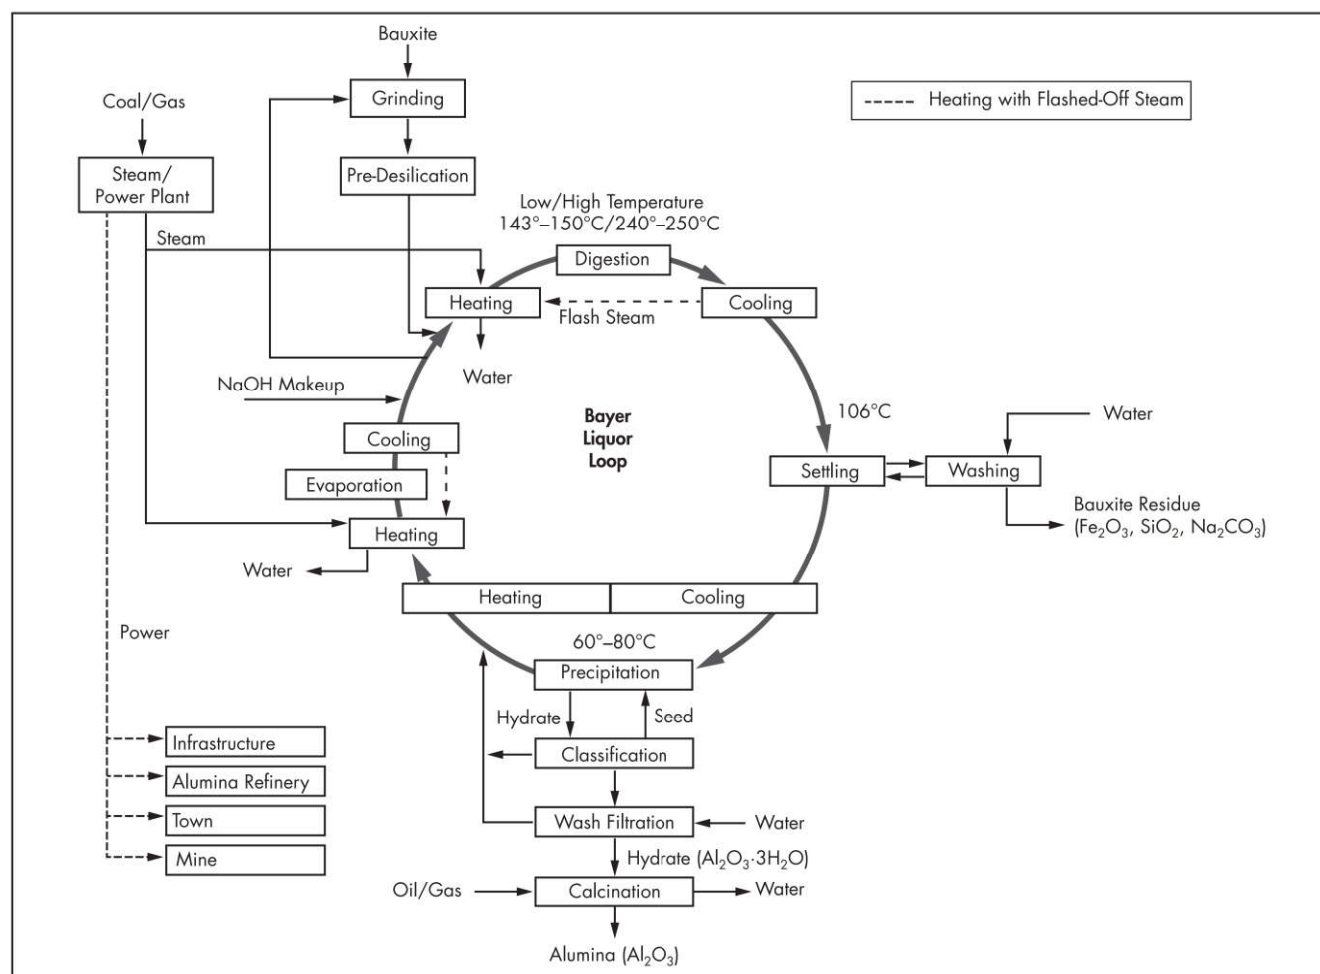 Bauxite
Grinding
Heating with Flashed-Off Steam
Coal/Gas
Steam/
Power Plant
Pre-Desilication
Low/High Temperature
143°–150°C/240°–250°C
Steam
Digestion
Heating
Cooling
Flash Steam
Water
NaOH Makeup
106°C
Water
Bayer
Liquor
Loop
Cooling
Settling
Washing
Evaporation
Bauxite Residue
(Fe₂O₃, SiO₂, Na₂CO₃)
Heating
Water
Heating
Cooling
Power
60°–80°C
Precipitation
Hydrate
Seed
Infrastructure
Classification
Alumina Refinery
Town
Wash Filtration
Water
Mine
Hydrate (Al₂O₃·3H₂O)
Oil/Gas
Calcination
Water
Alumina (Al₂O₃)